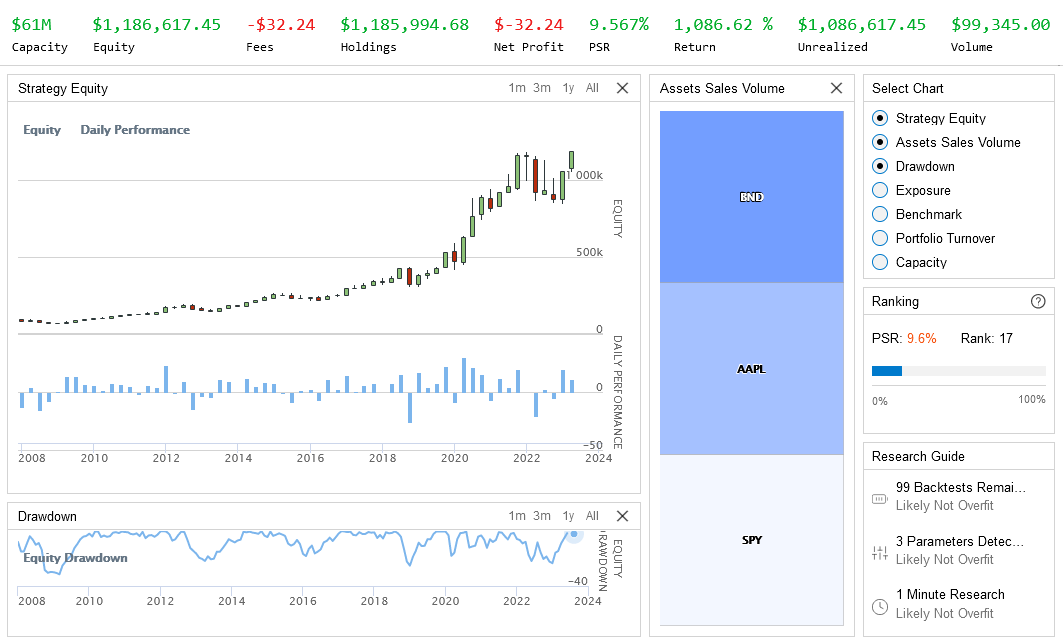 $61M $1,186,617.45 -$32.24 $1,185,994.68 $-32.24 9.567% 1,086.62 % $1,086,617.45 $99,345.00
Capacity Equity Fees Holdings Net Profit PSR Return Unrealized Volume
Strategy Equity 1m 3m 1y All
Equity Daily Performance
1 000k
500k
0
EQUITY
0
−50
DAILY PERFORMANCE
2008 2010 2012 2014 2016 2018 2020 2022 2024
Drawdown 1m 3m 1y All
Equity Drawdown
−40
EQUITY
DRAWDOWN
2008 2010 2012 2014 2016 2018 2020 2022 2024
Assets Sales Volume
BND
AAPL
SPY
Select Chart
Strategy Equity
Assets Sales Volume
Drawdown
Exposure
Benchmark
Portfolio Turnover
Capacity
Ranking ?
PSR: 9.6% Rank: 17
0% 100%
Research Guide
99 Backtests Remai...
Likely Not Overfit
3 Parameters Detec...
Likely Not Overfit
1 Minute Research
Likely Not Overfit